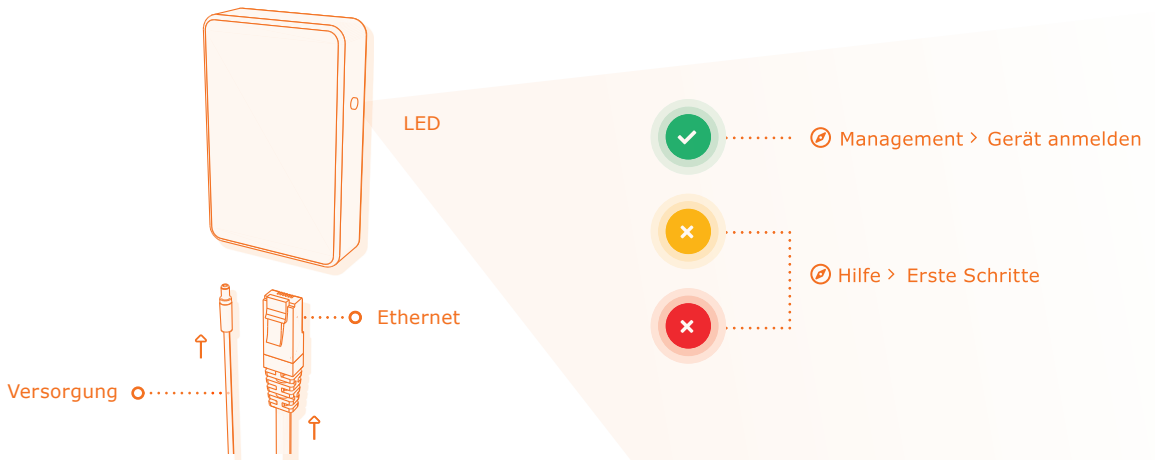 LED
Management > Gerät anmelden
Hilfe > Erste Schritte
Ethernet
Versorgung